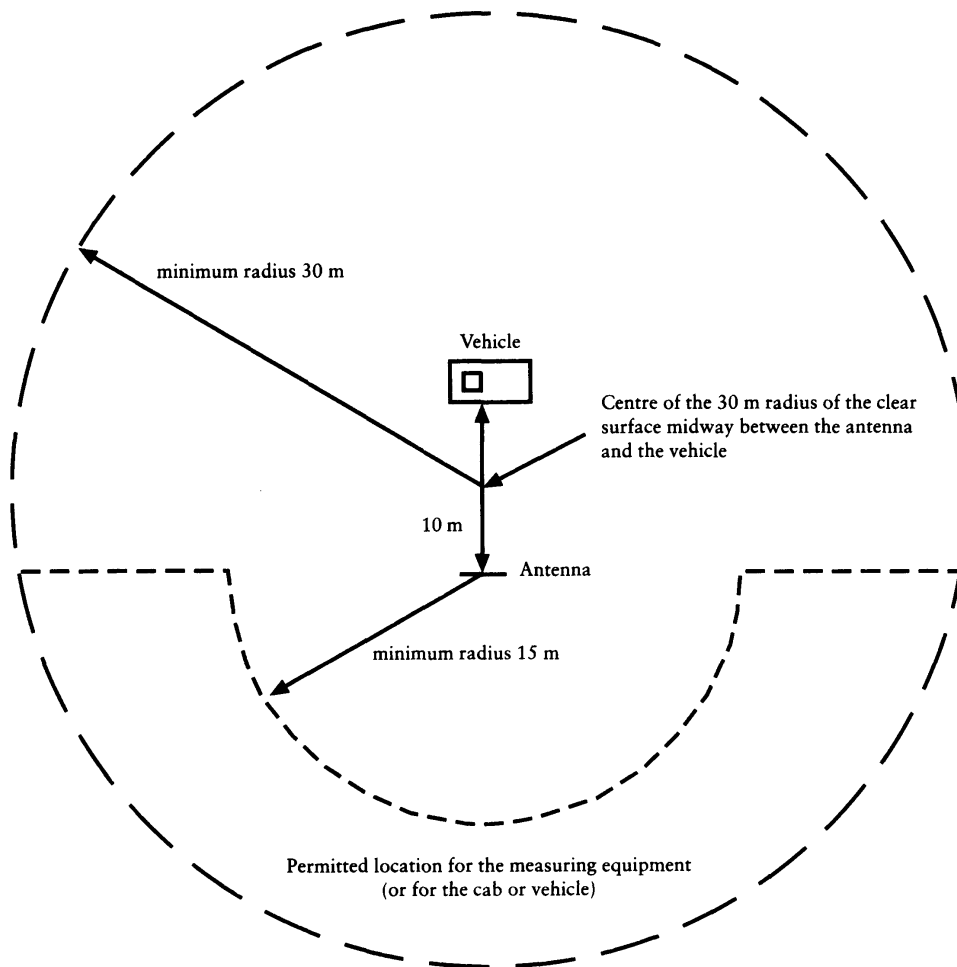 minimum radius 30 m
Vehicle
Centre of the 30 m radius of the clear
surface midway between the antenna
and the vehicle
10 m
Antenna
minimum radius 15 m
Permitted location for the measuring equipment
(or for the cab or vehicle)